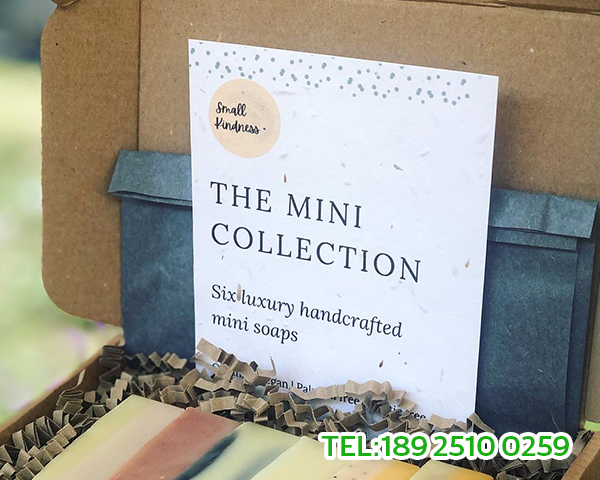 Small
Kindness
THE MINI
COLLECTION
Six luxury handcrafted
mini soaps
TEL:189 2510 0259